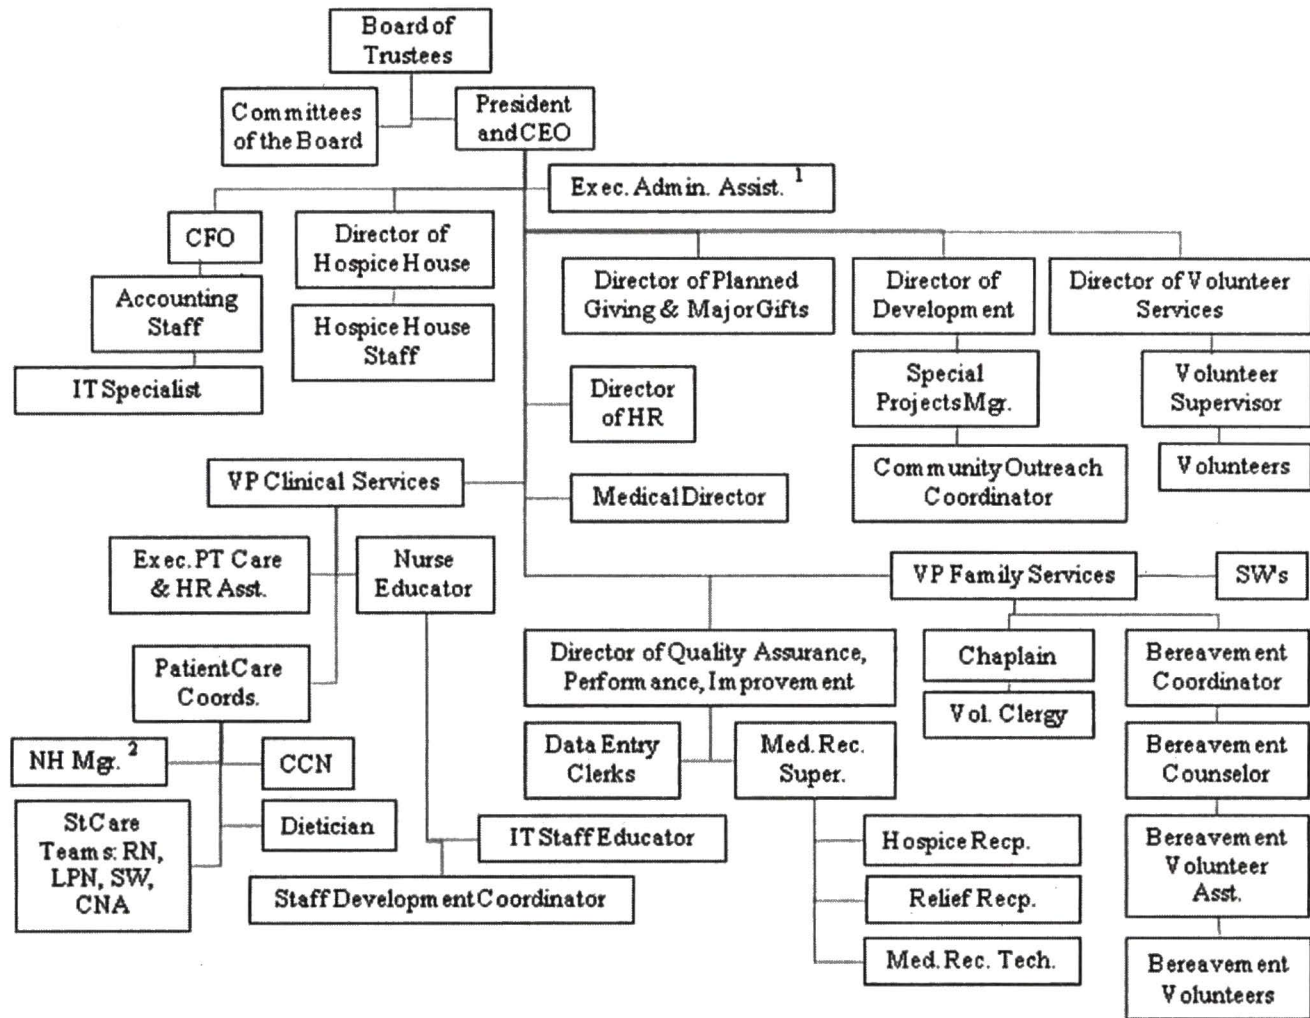 Board of
Trustees
Committees
of the Board
President
and CEO
Exec. Admin. Assist. 1
CFO
Director of
Hospice House
Accounting
Staff
Hospice House
Staff
IT Specialist
Director of Planned
Giving & Major Gifts
Director of
Development
Director of Volunteer
Services
Director
of HR
Special
Projects Mgr.
Volunteer
Supervisor
Community Outreach
Coordinator
Volunteers
VP Clinical Services
Medical Director
Exec. PT Care
& HR Asst.
Nurse
Educator
VP Family Services
SW's
Patient Care
Coords.
Director of Quality Assurance,
Performance, Improvement
Chaplain
Bereavement
Coordinator
Vol. Clergy
NH Mgr. 2
CCN
Data Entry
Clerks
Med. Rec.
Super.
Bereavement
Counselor
St Care
Teams: RN,
LPN, SW,
CNA
Dietician
IT Staff Educator
Hospice Recp.
Bereavement
Volunteer
Asst.
Staff Development Coordinator
Relief Recp.
Med. Rec. Tech.
Bereavement
Volunteers